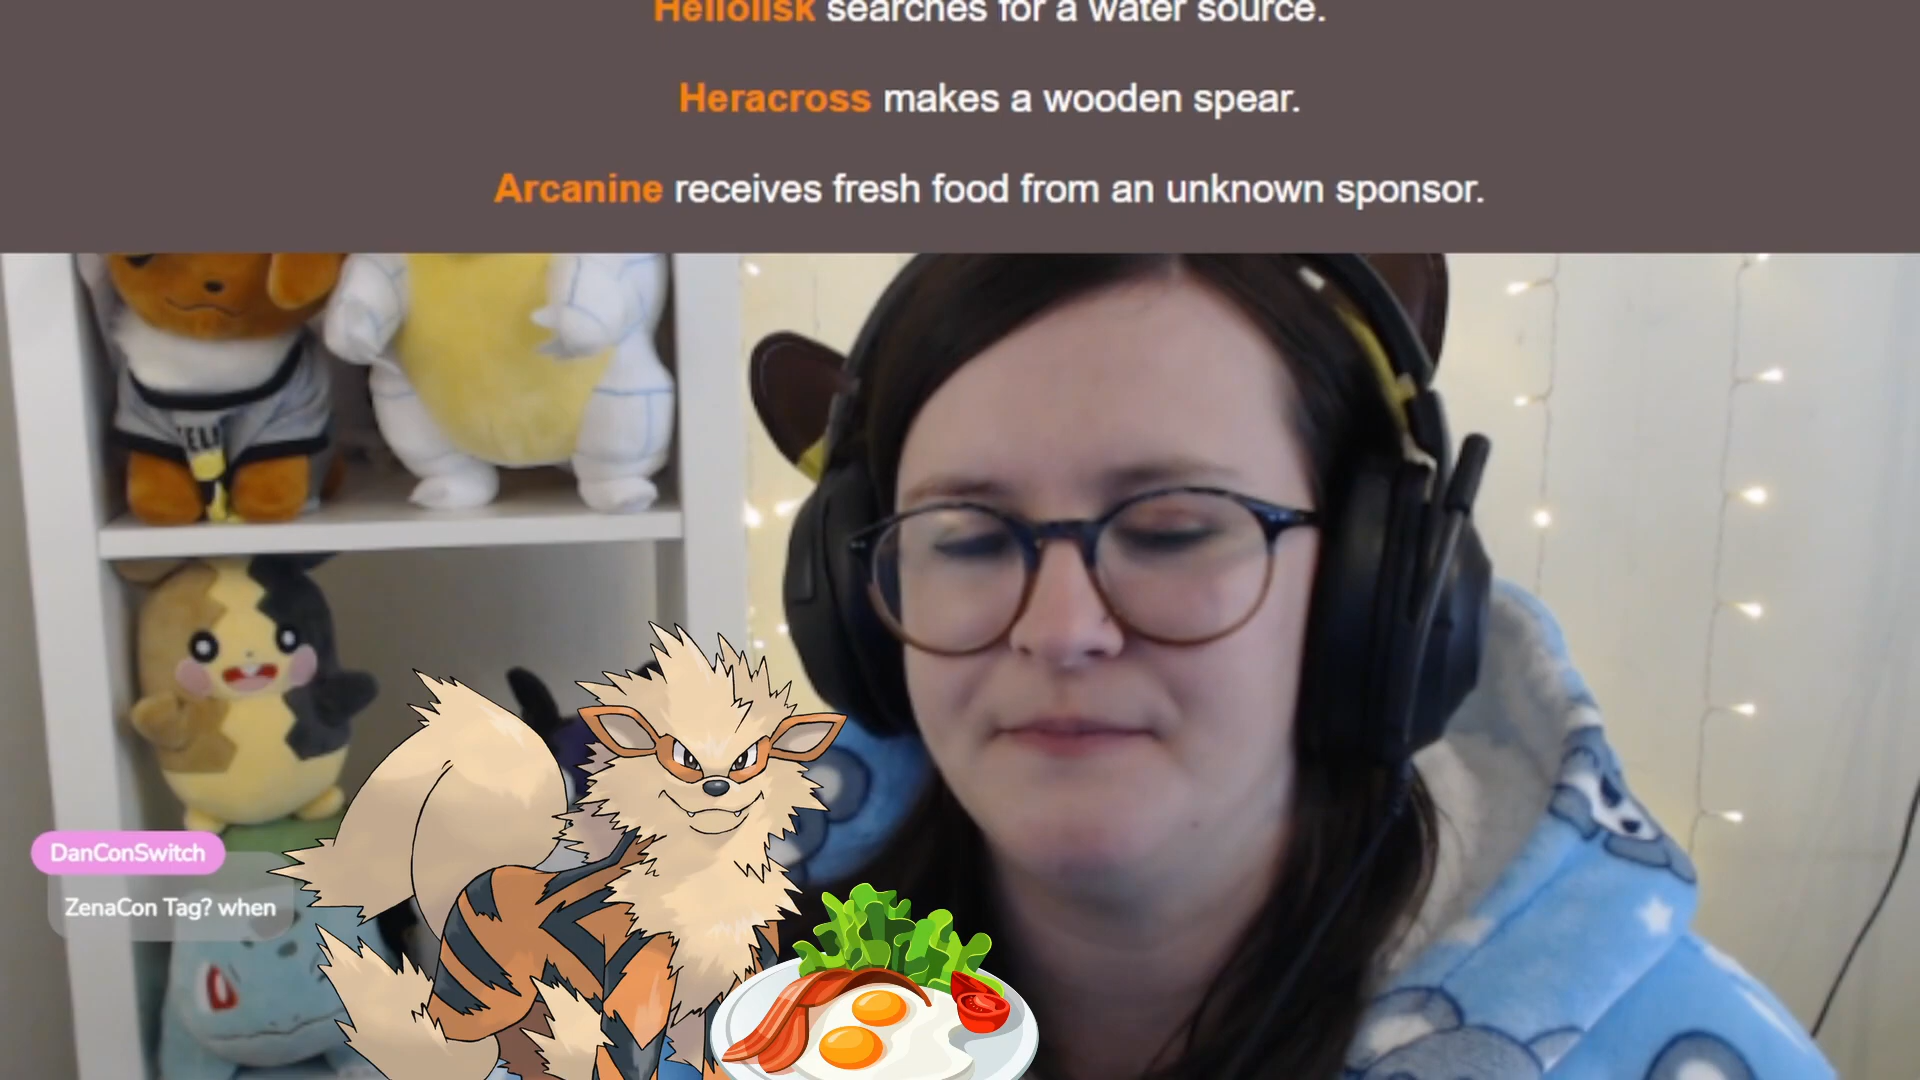 Heliolisk searches for a water source.
Heracross makes a wooden spear.
Arcanine receives fresh food from an unknown sponsor.
DanConSwitch
ZenaCon Tag? when